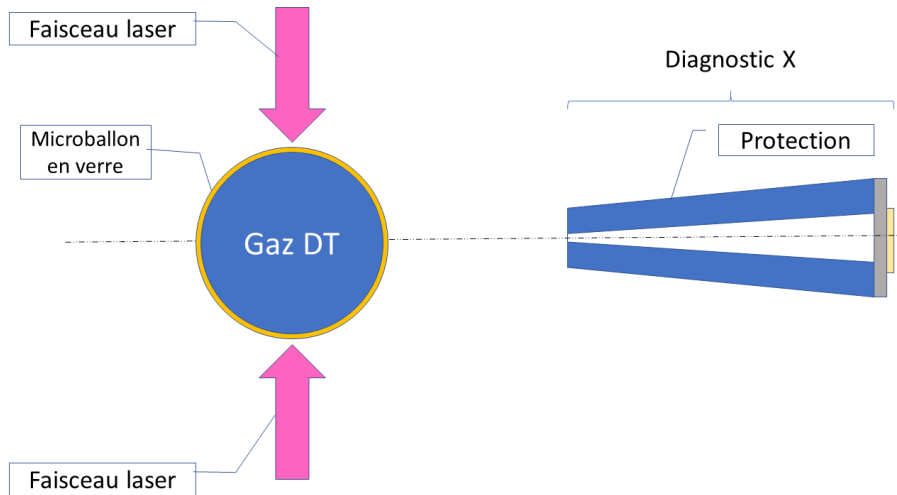 Faisceau laser
Diagnostic X
Microballon
en verre
Protection
Gaz DT
Faisceau laser